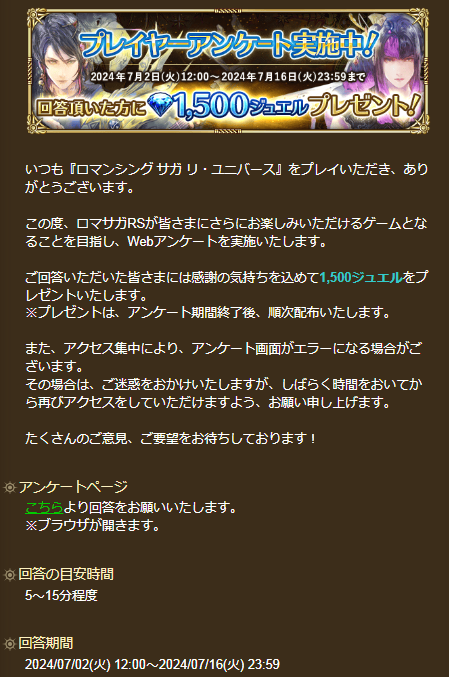 プレイヤーアンケート実施中!
2024年7月2日(火)12:00～2024年7月16日(火)23:59まで
回答頂いた方に1,500ジュエルプレゼント!
いつも『ロマンシング サガ リ・ユニバース』をプレイいただき、あり
がとうございます。
この度、ロマサガRSが皆さまにさらにお楽しみいただけるゲームとな
ることを目指し、Webアンケートを実施いたします。
ご回答いただいた皆さまには感謝の気持ちを込めて1,500ジュエルをプ
レゼントいたします。
※プレゼントは、アンケート期間終了後、順次配布いたします。
また、アクセス集中により、アンケート画面がエラーになる場合がご
ざいます。
その場合は、ご迷惑をおかけいたしますが、しばらく時間をおいてか
ら再びアクセスをしていただけますよう、お願い申し上げます。
たくさんのご意見、ご要望をお待ちしております！
アンケートページ
こちらより回答をお願いいたします。
※ブラウザが開きます。
回答の目安時間
5～15分程度
回答期間
2024/07/02(火) 12:00～2024/07/16(火) 23:59